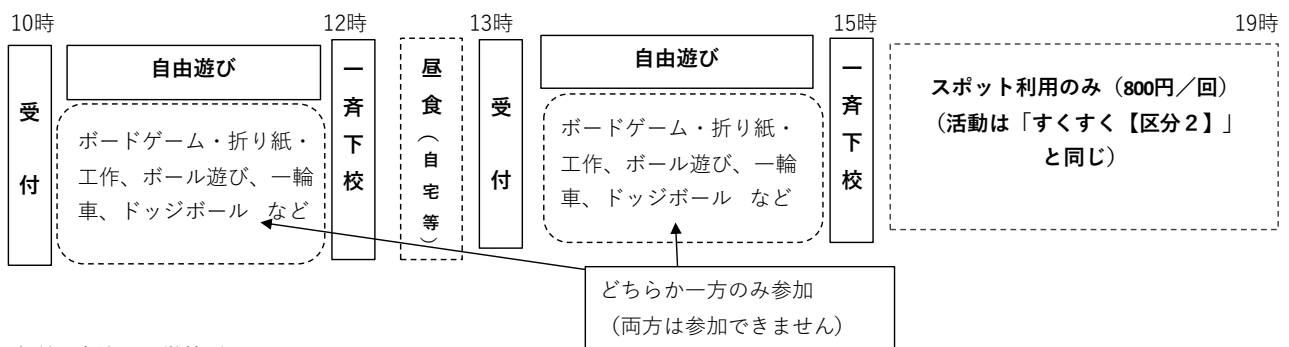 10時
12時
13時
15時
19時
受付
自由遊び
ボードゲーム・折り紙・
工作、ボール遊び、一輪
車、ドッジボール など
一斉下校
昼食（自宅等）
受付
自由遊び
ボードゲーム・折り紙・
工作、ボール遊び、一輪
車、ドッジボール など
一斉下校
スポット利用のみ（800円／回）
（活動は「すくすく【区分２】」
と同じ）
どちらか一方のみ参加
（両方は参加できません）